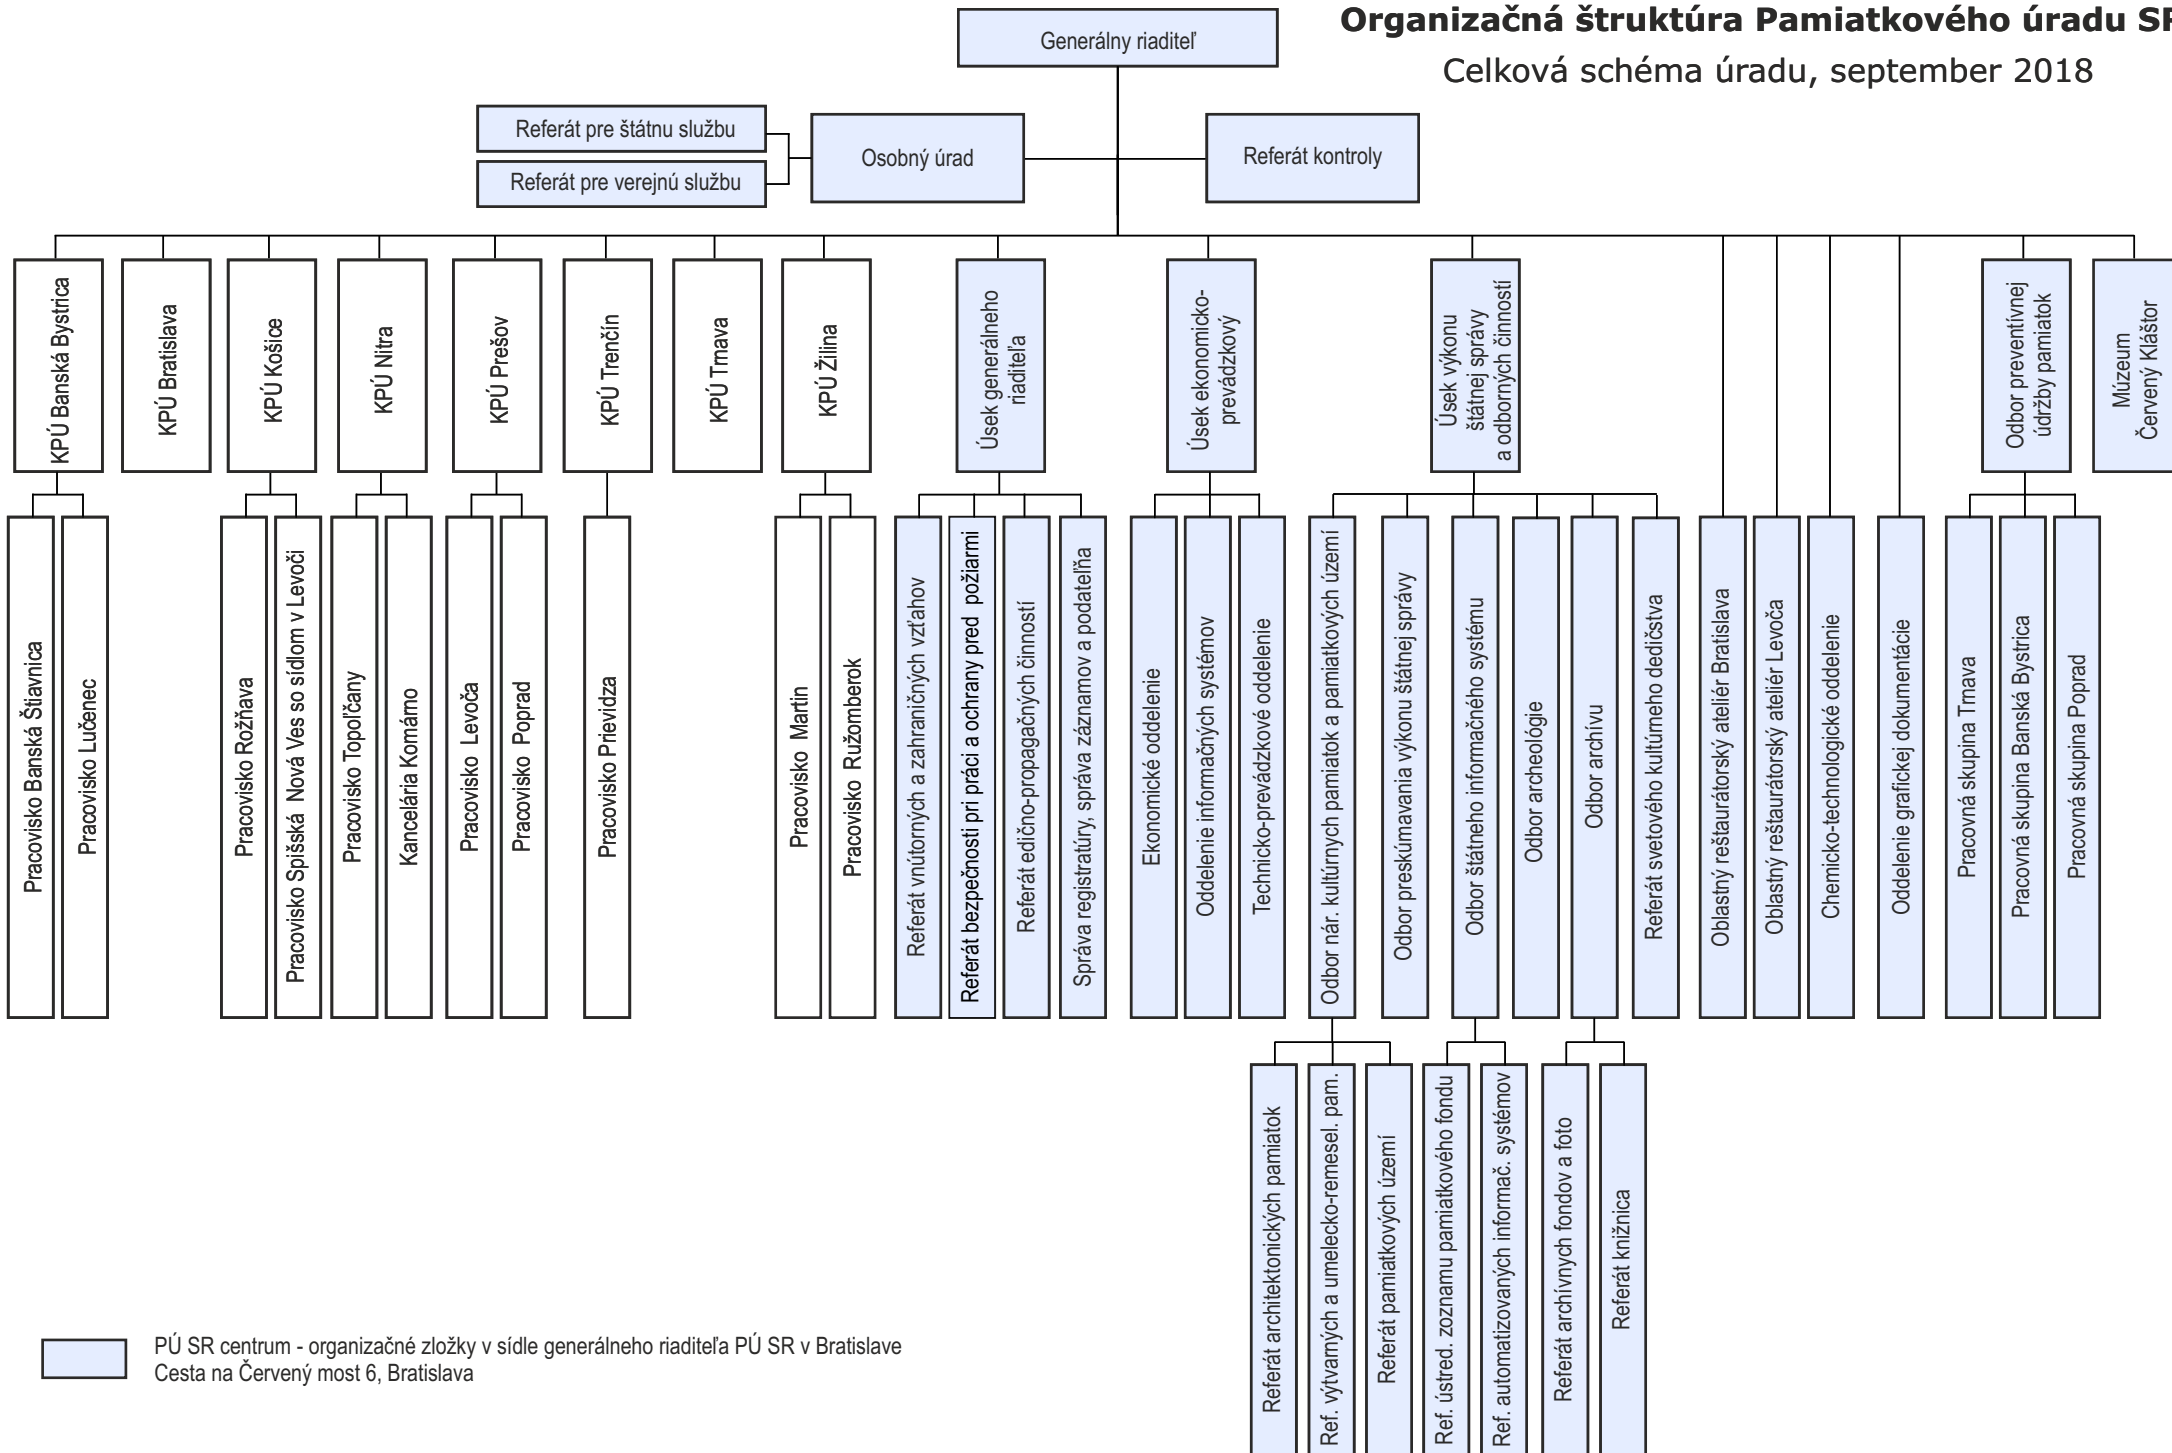 Organizačná štruktúra Pamiatkového úradu SR
Celková schéma úradu, september 2018
Generálny riaditeľ
Referát pre štátnu službu
Referát pre verejnú službu
Osobný úrad
Referát kontroly
KPÚ Banská Bystrica
KPÚ Bratislava
KPÚ Košice
KPÚ Nitra
KPÚ Prešov
KPÚ Trenčín
KPÚ Trnava
KPÚ Žilina
Úsek generálneho
riaditeľa
Úsek ekonomicko-
prevádzkový
Úsek výkonu
štátnej správy
a odborných činností
Odbor preventívnej
údržby pamiatok
Múzeum
Červený Kláštor
Pracovisko Banská Štiavnica
Pracovisko Lučenec
Pracovisko Rožňava
Pracovisko Spišská Nová Ves so sídlom v Levoči
Pracovisko Topoľčany
Kancelária Komárno
Pracovisko Levoča
Pracovisko Poprad
Pracovisko Prievidza
Pracovisko Martin
Pracovisko Ružomberok
Referát vnútorných a zahraničných vzťahov
Referát bezpečnosti pri práci a ochrany pred požiarmi
Referát edično-propagačných činností
Správa registratúry, správa záznamov a podateľňa
Ekonomické oddelenie
Oddelenie informačných systémov
Technicko-prevádzkové oddelenie
Odbor nár. kultúrnych pamiatok a pamiatkových území
Odbor preskúmavania výkonu štátnej správy
Odbor štátneho informačného systému
Odbor archeológie
Odbor archívu
Referát svetového kultúrneho dedičstva
Oblastný reštaurátorský ateliér Bratislava
Oblastný reštaurátorský ateliér Levoča
Chemicko-technologické oddelenie
Oddelenie grafickej dokumentácie
Pracovná skupina Trnava
Pracovná skupina Banská Bystrica
Pracovná skupina Poprad
Referát architektonických pamiatok
Ref. výtvarných a umelecko-remesel. pam.
Referát pamiatkových území
Ref. ústred. zoznamu pamiatkového fondu
Ref. automatizovaných informač. systémov
Referát archívnych fondov a foto
Referát knižnica
PÚ SR centrum - organizačné zložky v sídle generálneho riaditeľa PÚ SR v Bratislave
Cesta na Červený most 6, Bratislava